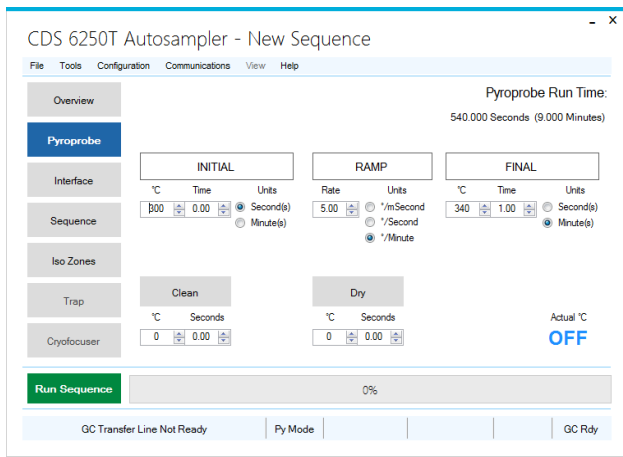 CDS 6250T Autosampler - New Sequence
File Tools Configuration Communications View Help
Overview
Pyroprobe Run Time:
540.000 Seconds (9.000 Minutes)
Pyroprobe
INITIAL RAMP FINAL
Interface
°C Time Units Rate Units °C Time Units
300 0.00 Second(s) 5.00 °/mSecond 340 1.00 Second(s)
Sequence
Minute(s) °/Second Minute(s)
°/Minute
Iso Zones
Clean Dry
Trap
°C Seconds °C Seconds Actual °C
Cryofocuser
0 0.00 0 0.00 OFF
Run Sequence 0%
GC Transfer Line Not Ready Py Mode GC Rdy